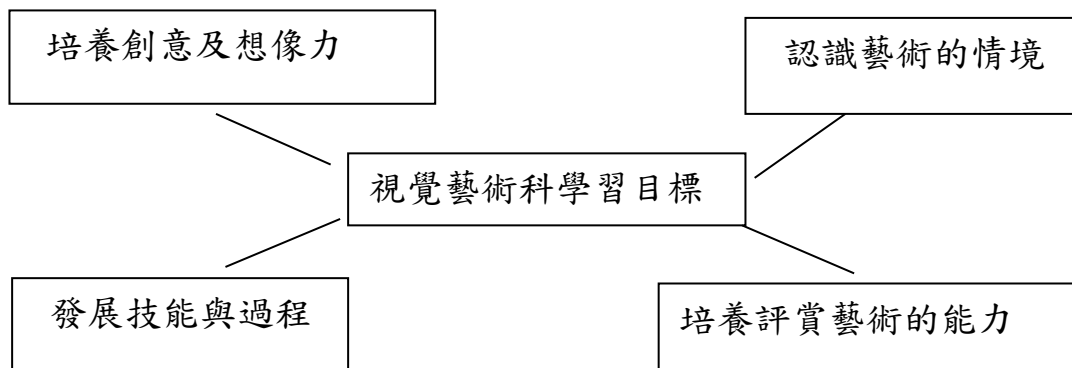 培養創意及想像力
認識藝術的情境
視覺藝術科學習目標
發展技能與過程
培養評賞藝術的能力